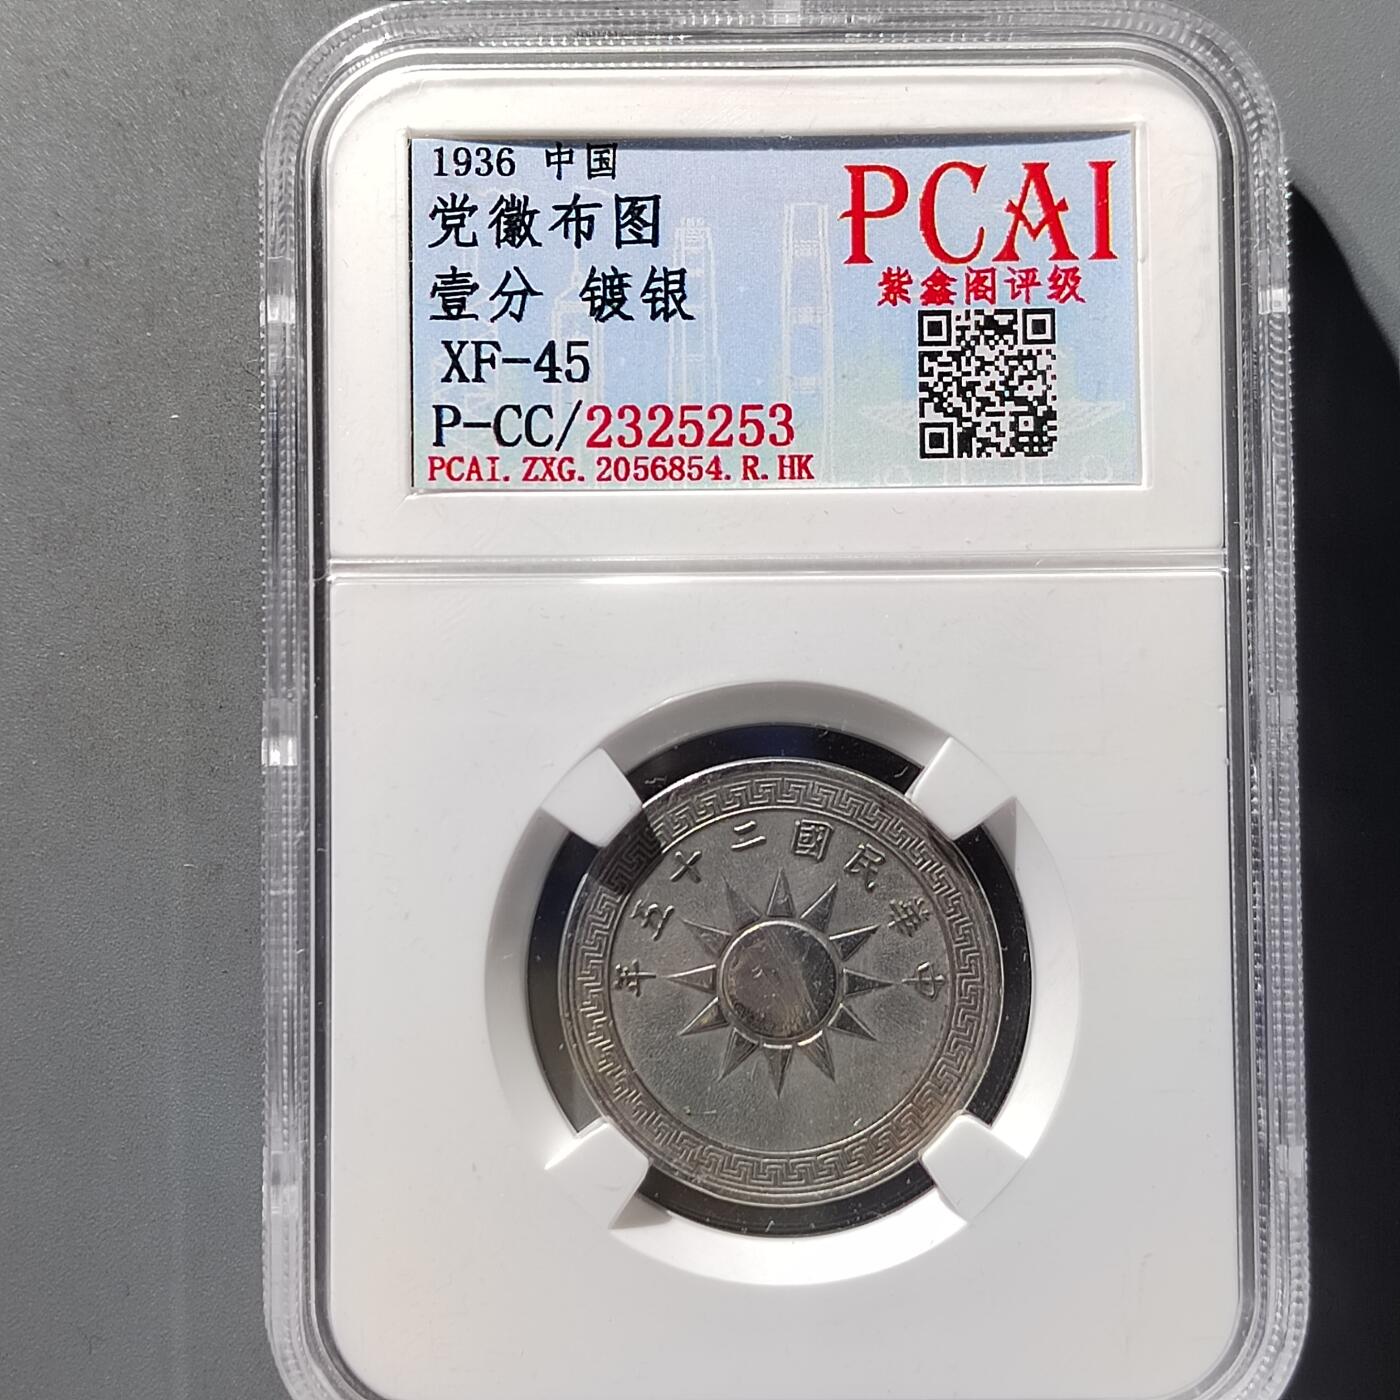 1936 中国
党徽布图
壹分 镀银
XF-45
P-CC/2325253
PCAI.ZXG.2056854.R.HK
PCAI
紫鑫阁评级
中華民國二十五年